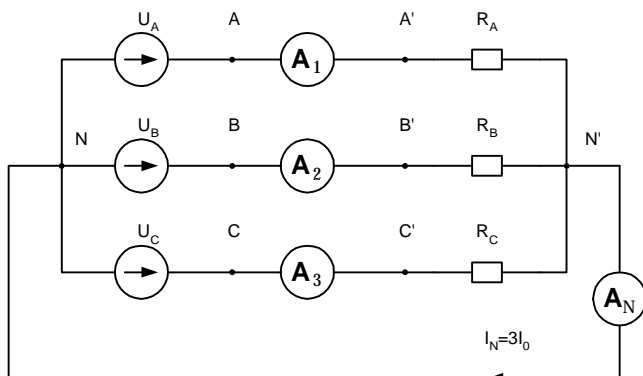 U_A A A' R_A
A_1
N U_B B B' R_B N'
A_2
U_C C C' R_C
A_3
A_N
I_N=3I_0